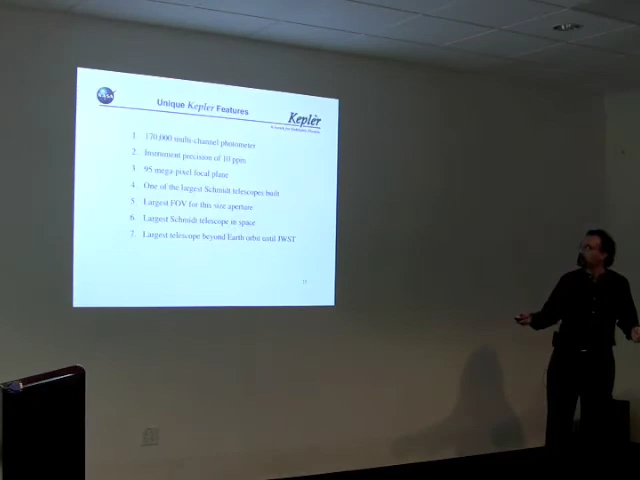 NASA
Unique Kepler Features
Kepler
1. 170,000 multi-channel photometer
2. Instrument precision of 10 ppm
3. 95 mega-pixel focal plane
4. One of the largest Schmidt telescopes built
5. Largest FOV for this size aperture
6. Largest Schmidt telescope in space
7. Largest telescope beyond Earth orbit until JWST